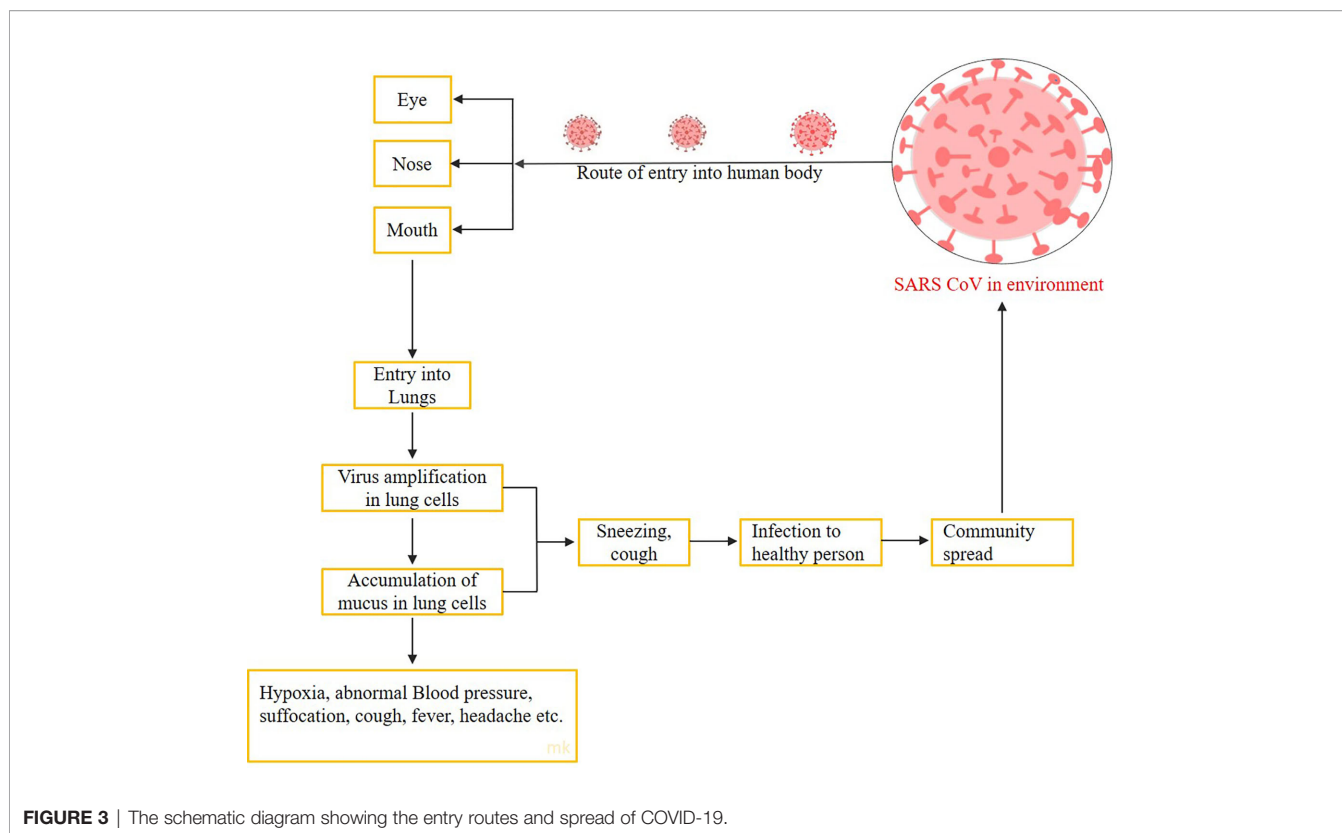 Eye
Nose
Mouth
Route of entry into human body
SARS CoV in environment
Entry into
Lungs
Virus amplification
in lung cells
Accumulation of
mucus in lung cells
Sneezing,
cough
Infection to
healthy person
Community
spread
Hypoxia, abnormal Blood pressure,
suffocation, cough, fever, headache etc.
mk
FIGURE 3 | The schematic diagram showing the entry routes and spread of COVID-19.